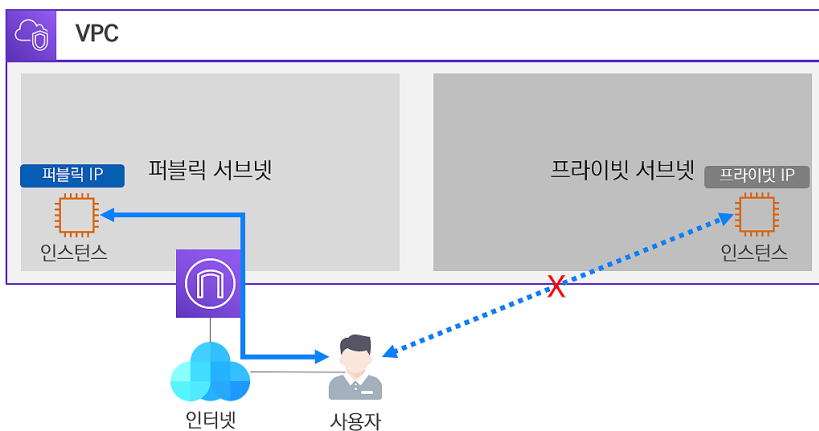 VPC
퍼블릭 서브넷
퍼블릭 IP
인스턴스
프라이빗 서브넷
프라이빗 IP
인스턴스
X
인터넷
사용자